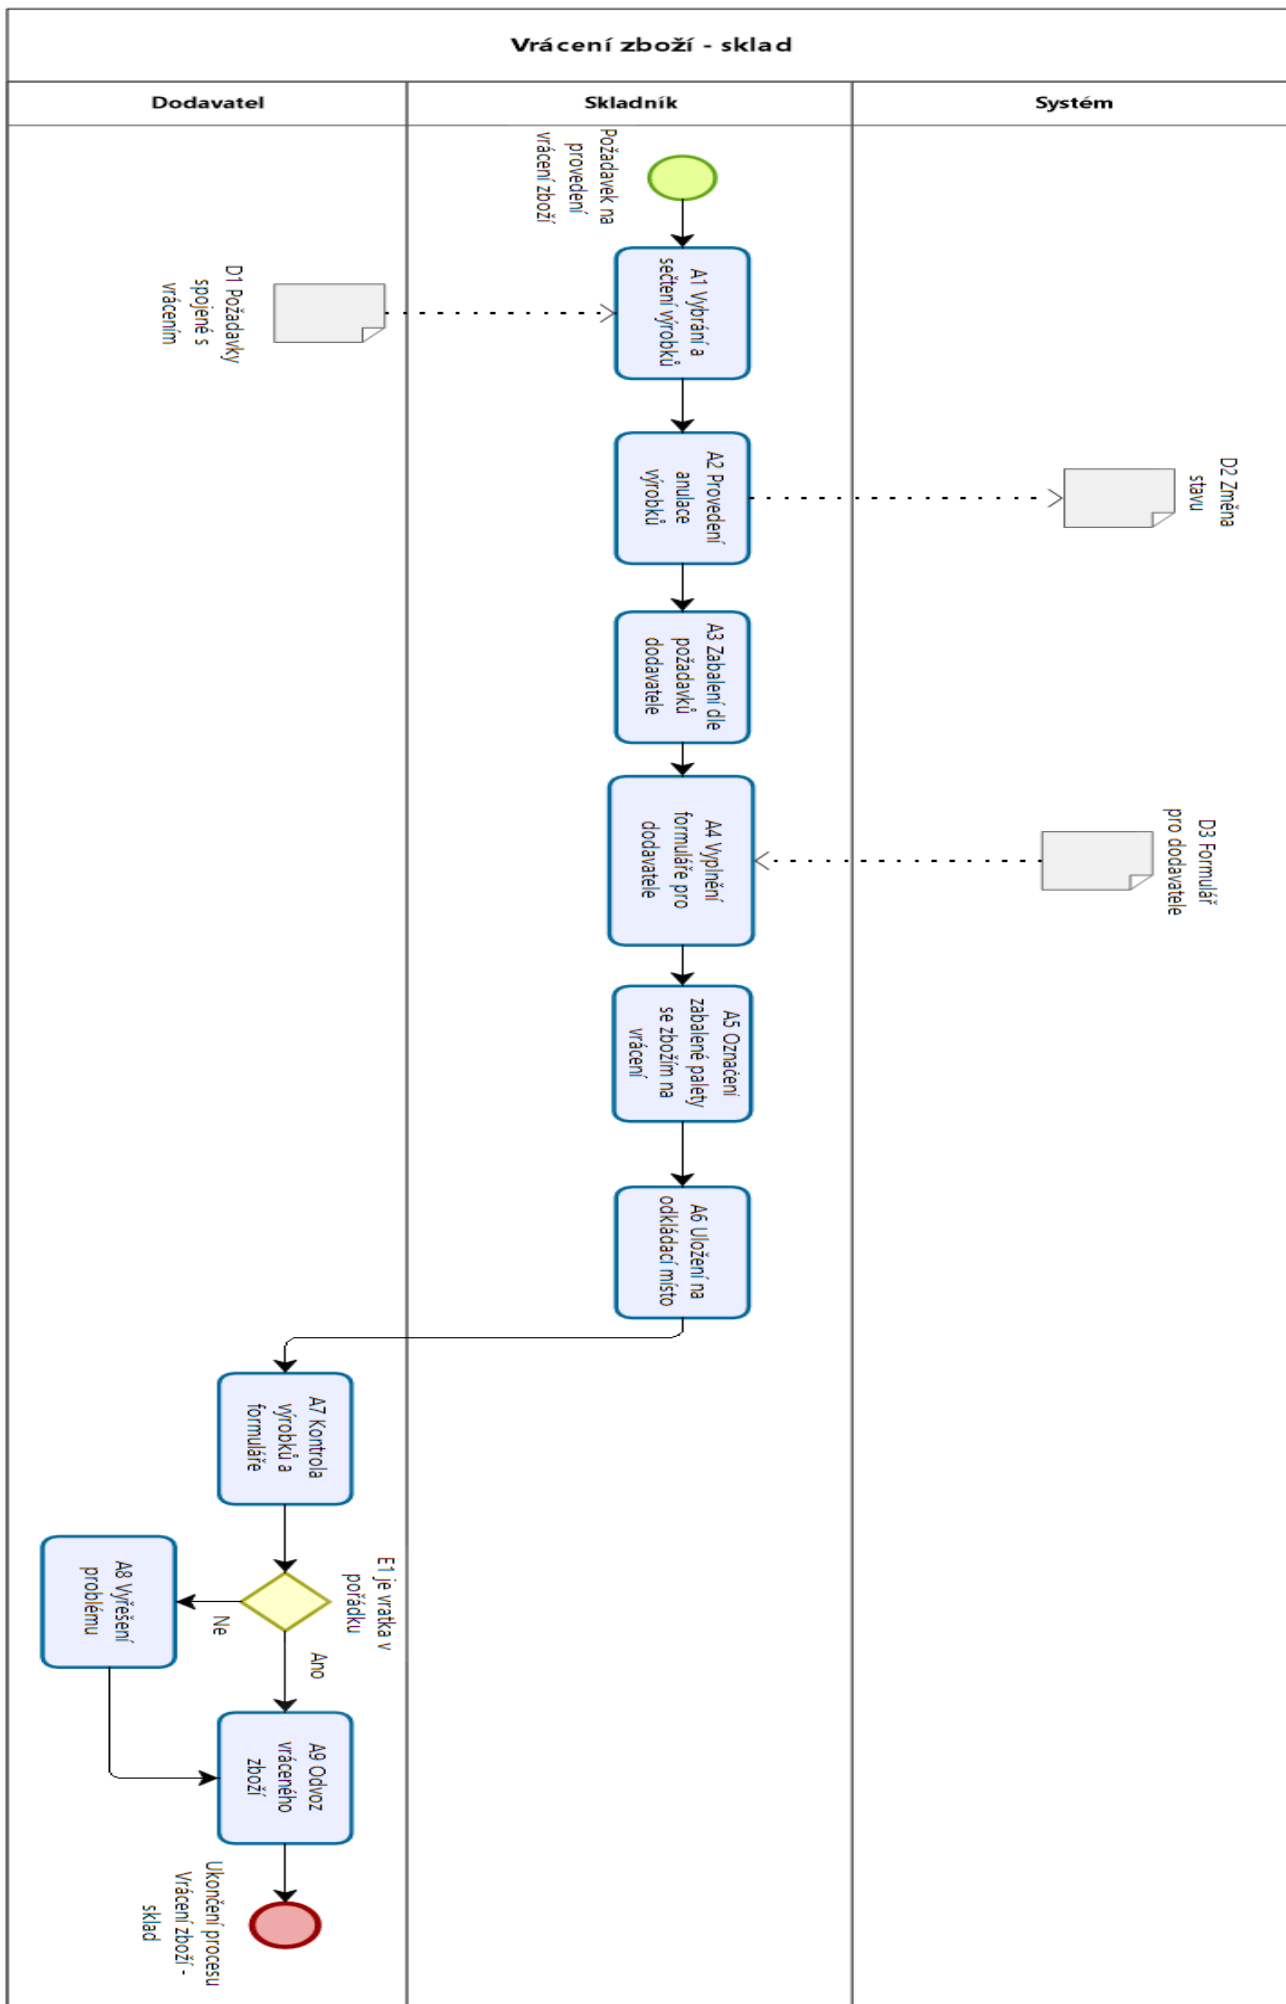 Vrácení zboží - sklad
Dodavatel
Skladník
Systém
Požadavek na
provedení
vrácení zboží
A1 Vybrání a
sečtení výrobků
D1 Požadavky
spojené s
vrácením
A2 Provedení
anulace
výrobků
D2 Změna
stavu
A3 Zabalení dle
požadavků
dodavatele
A4 Vyplnění
formuláře pro
dodavatele
D3 Formulář
pro dodavatele
A5 Označení
zabalené palety
se zbožím na
vrácení
A6 Uložení na
odkládací místo
A7 Kontrola
výrobků a
formuláře
E1 je vratka v
pořádku
Ne
Ano
A8 Vyřešení
problému
A9 Odvoz
vráceného
zboží
Ukončení procesu
Vrácení zboží -
sklad